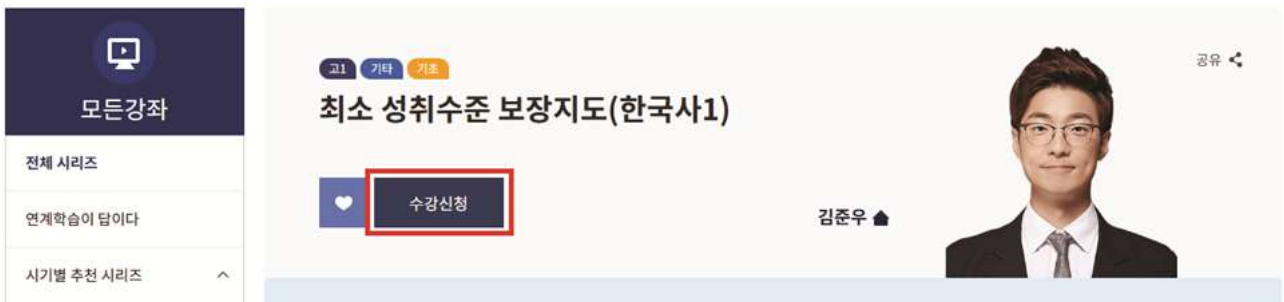 모든강좌
전체 시리즈
연계학습이 답이다
시기별 추천 시리즈
고1 기타 기초
최소 성취수준 보장지도(한국사1)
수강신청
김준우
공유